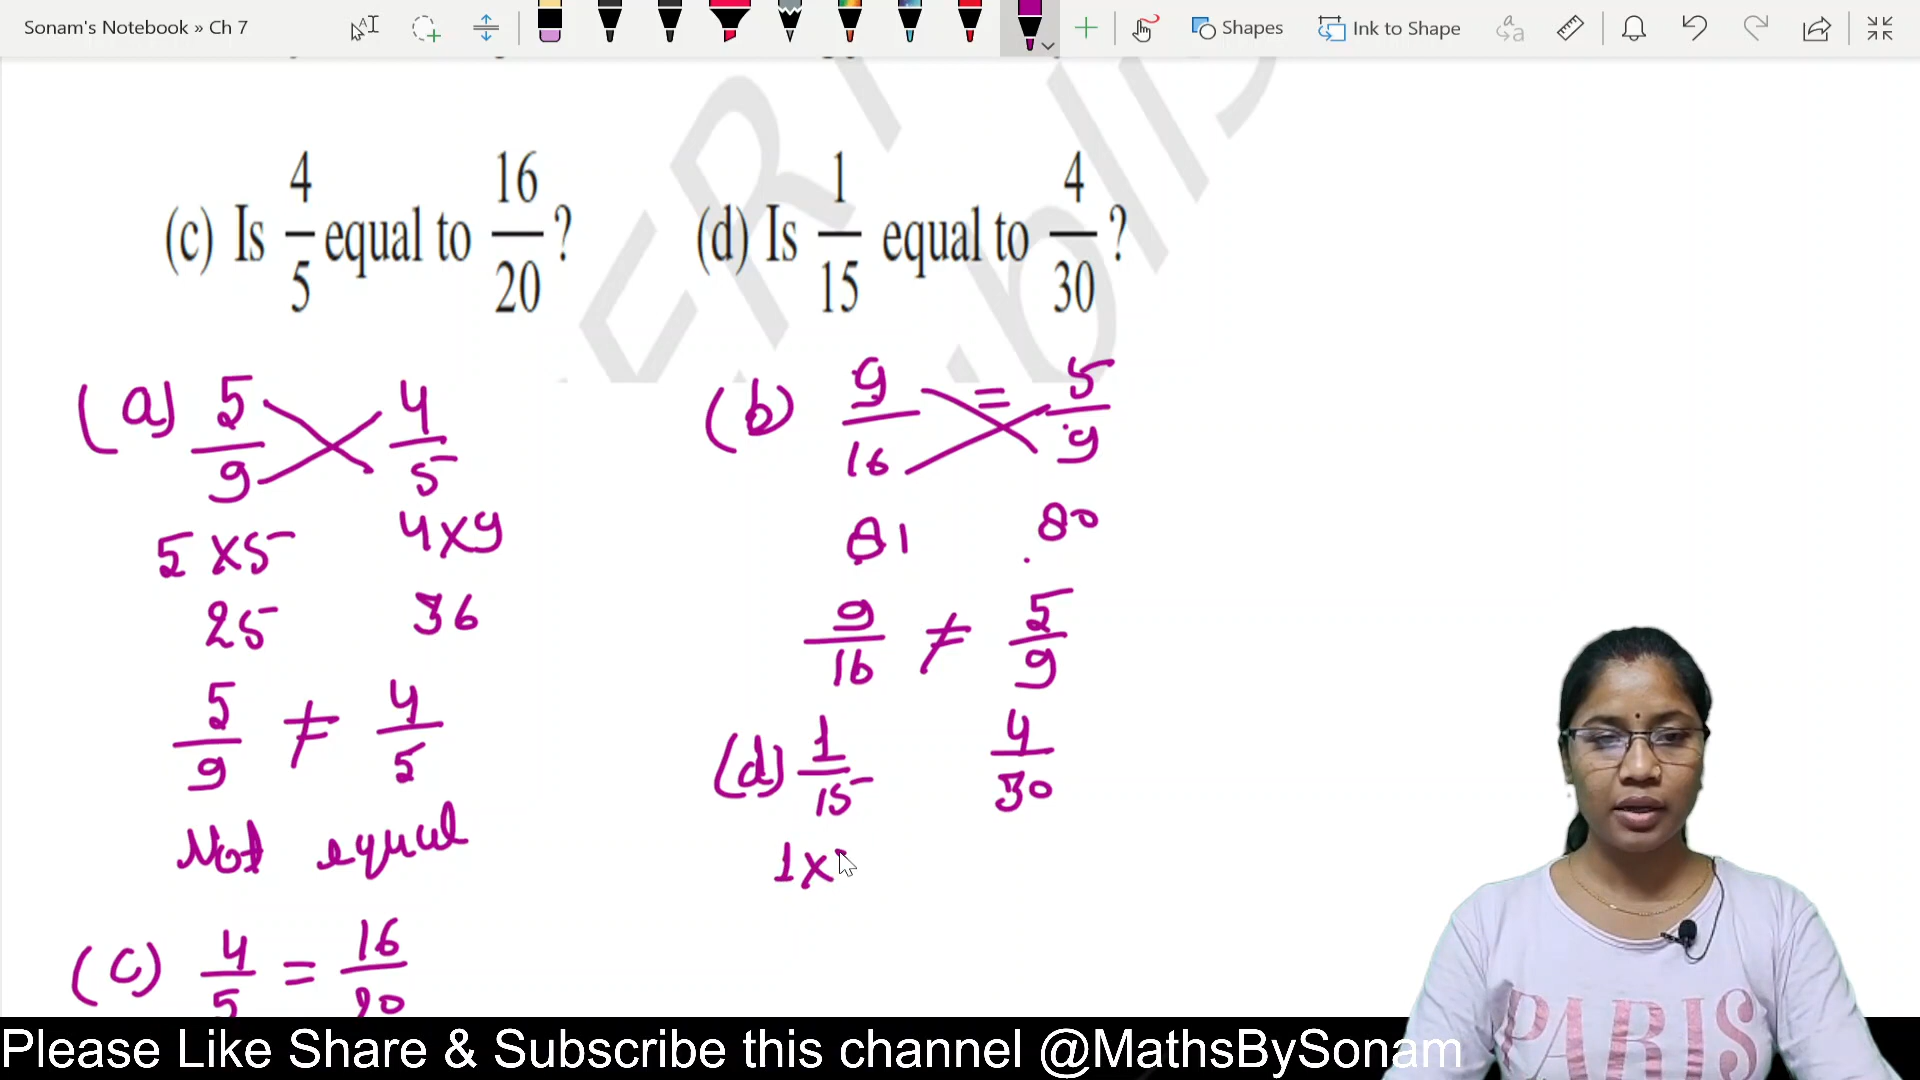 Sonam's Notebook » Ch 7
Shapes
Ink to Shape
(c) Is 4/5 equal to 16/20 ?
(d) Is 1/15 equal to 4/30 ?
(a) 5/9 4/5
5 x 5 4 x 9
25 36
5/9 ≠ 4/5
Not equal
(b) 9/16 = 5/9
81 80
9/16 ≠ 5/9
(c) 4/5 = 16/20
(d) 1/15 4/30
1x
PARIS
Please Like Share & Subscribe this channel @MathsBySonam